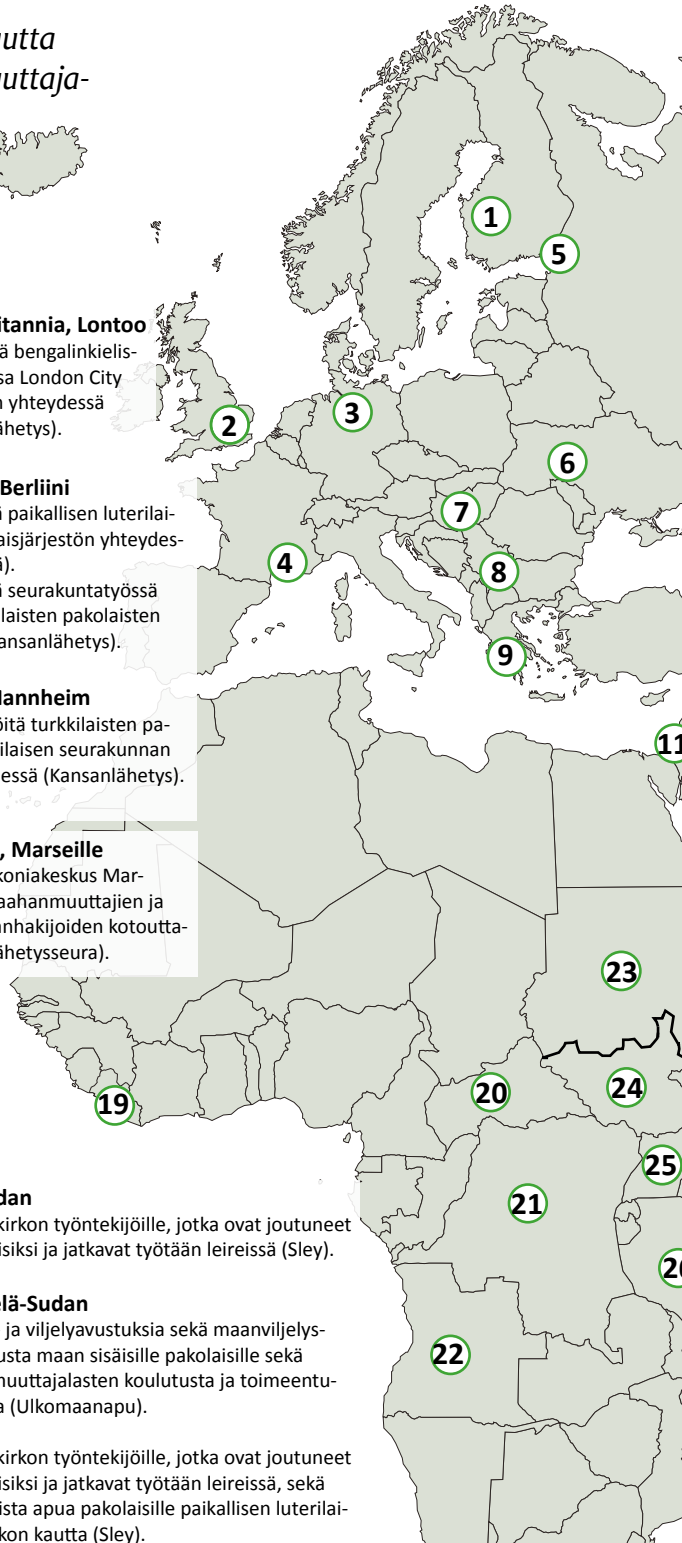 utta
uttaja-
1
5
itannia, Lontoo
ä bengalinkielis-
sa London City
n yhteydessä
ähetys).
2
3
6
7
Berliini
ä paikallisen luterilai-
aisjärjestön yhteydes-
ä).
ä seurakuntatyössä
laisten pakolaisten
ansanlähetys).
4
8
9
Mannheim
öitä turkkilaisten pa-
kilaisen seurakunnan
essä (Kansanlähetys).
11
, Marseille
koniakeskus Mar-
aahanmuuttajien ja
anhakijoiden kotoutta-
ähetysseura).
23
19
20
24
25
21
26
22
dan
kirkon työntekijöille, jotka ovat joutuneet
isiksi ja jatkavat työtään leireissä (Sley).
elä-Sudan
ja viljelyavustuksia sekä maanviljelys-
usta maan sisäisille pakolaisille sekä
muuttajalasten koulutusta ja toimeentu-
a (Ulkomaanapu).
kirkon työntekijöille, jotka ovat joutuneet
isiksi ja jatkavat työtään leireissä, sekä
ista apua pakolaisille paikallisen luterilai-
kon kautta (Sley).